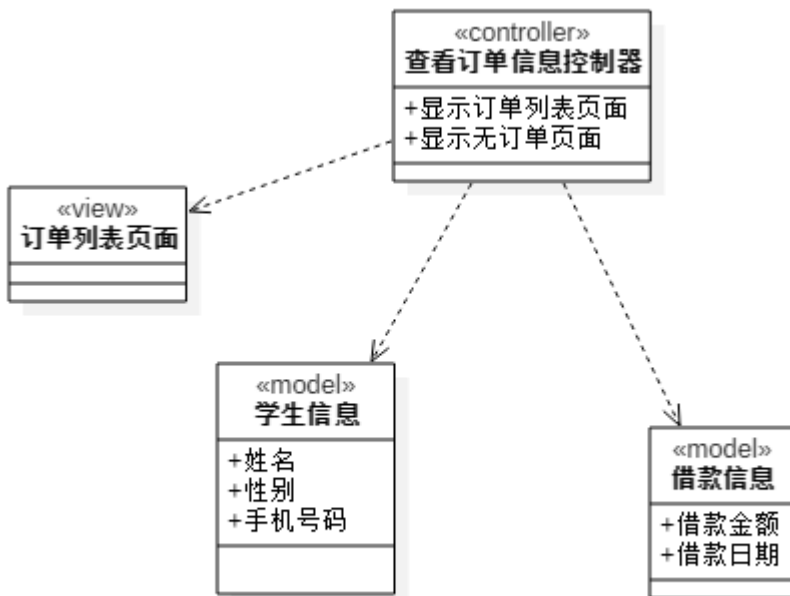 «controller»
查看订单信息控制器
+显示订单列表页面
+显示无订单页面
«view»
订单列表页面
«model»
学生信息
+姓名
+性别
+手机号码
«model»
借款信息
+借款金额
+借款日期